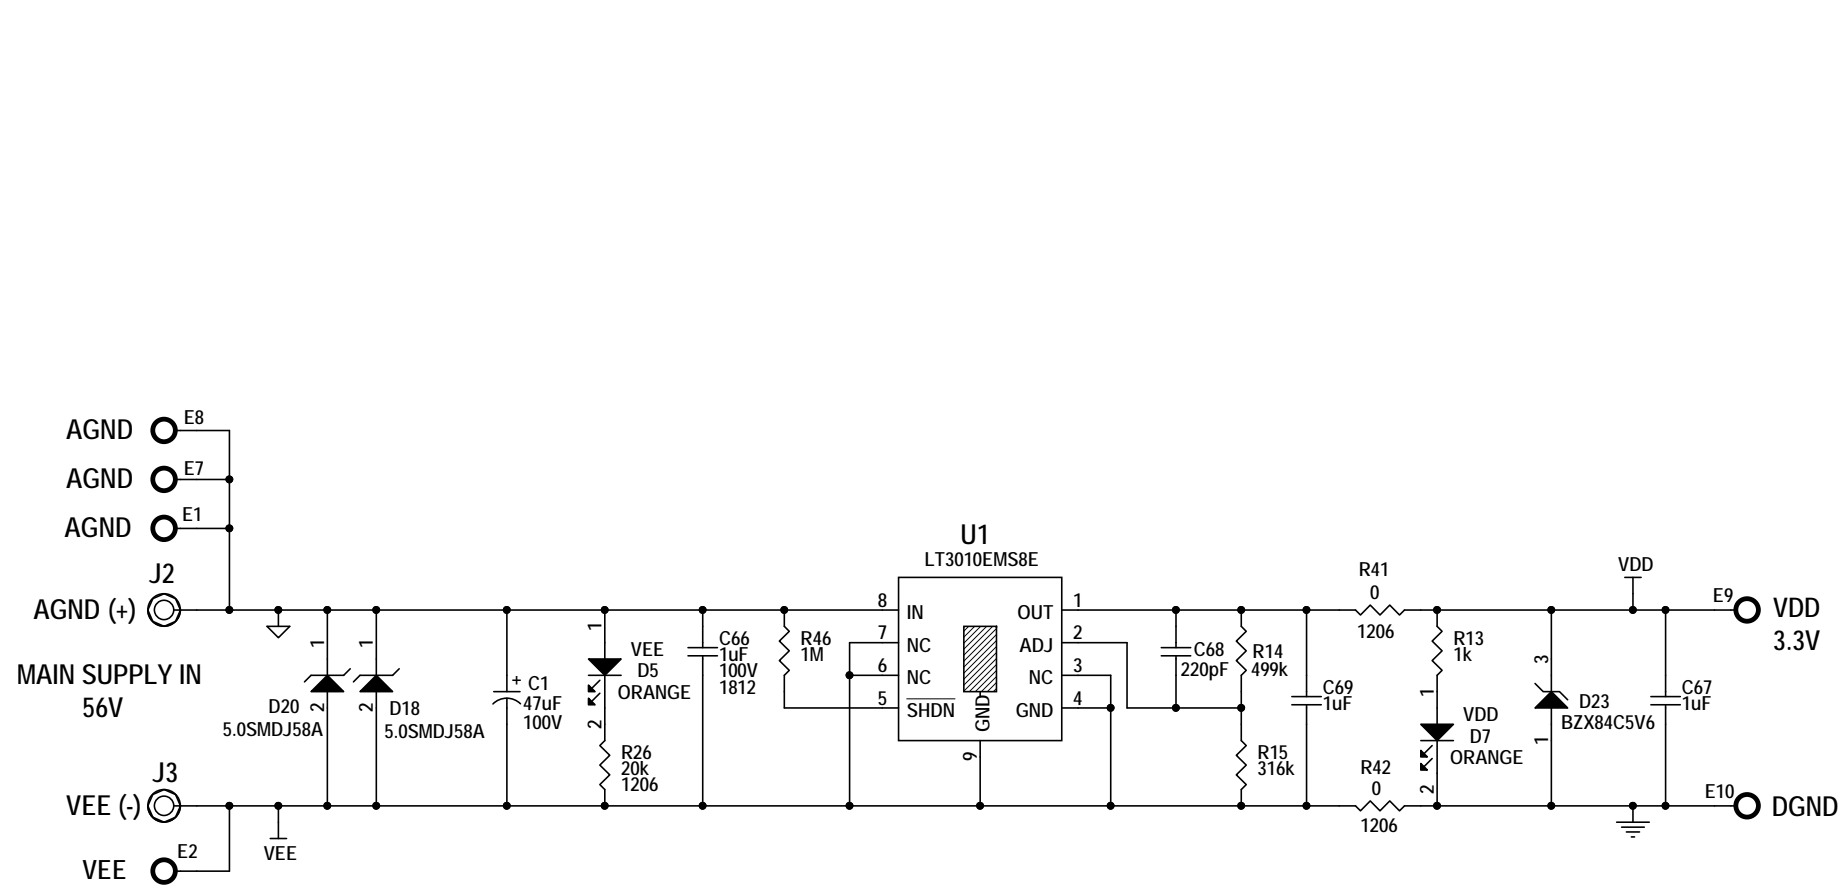 AGND
E8
AGND
E7
AGND
E1
J2
AGND (+)
MAIN SUPPLY IN
56V
J3
VEE (-)
VEE
E2
VEE
1
2
D20
5.0SMDJ58A
1
2
D18
5.0SMDJ58A
+
C1
47uF
100V
1
VEE
D5
ORANGE
2
R26
20k
1206
C66
1uF
100V
1812
R46
1M
U1
LT3010EMS8E
8
IN
7
NC
6
NC
5
SHDN
GND
9
OUT
1
ADJ
2
NC
3
GND
4
C68
220pF
R14
499k
R15
316k
C69
1uF
R41
0
1206
R42
0
1206
R13
1k
1
VDD
D7
ORANGE
2
3
D23
BZX84C5V6
1
VDD
C67
1uF
E9
VDD
3.3V
E10
DGND